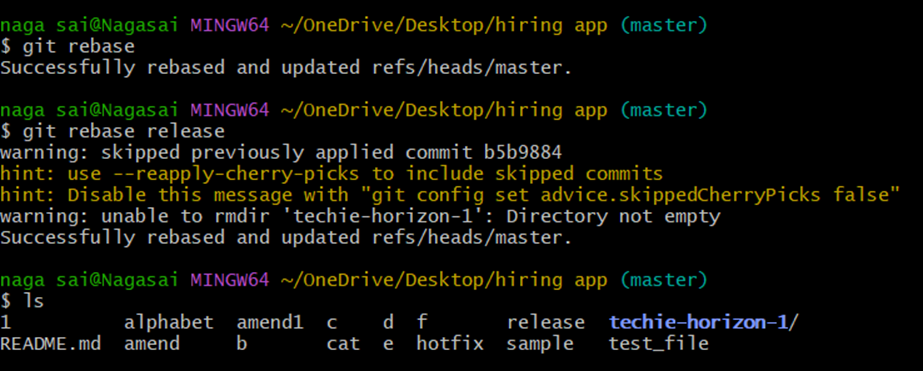 naga sai@Nagasai MINGW64 ~/OneDrive/Desktop/hiring app (master)
$ git rebase
Successfully rebased and updated refs/heads/master.
naga sai@Nagasai MINGW64 ~/OneDrive/Desktop/hiring app (master)
$ git rebase release
warning: skipped previously applied commit b5b9884
hint: use --reapply-cherry-picks to include skipped commits
hint: Disable this message with "git config set advice.skippedCherryPicks false"
warning: unable to rmdir 'techie-horizon-1': Directory not empty
Successfully rebased and updated refs/heads/master.
naga sai@Nagasai MINGW64 ~/OneDrive/Desktop/hiring app (master)
$ ls
1 alphabet amend1 c d f release techie-horizon-1/
README.md amend b cat e hotfix sample test_file